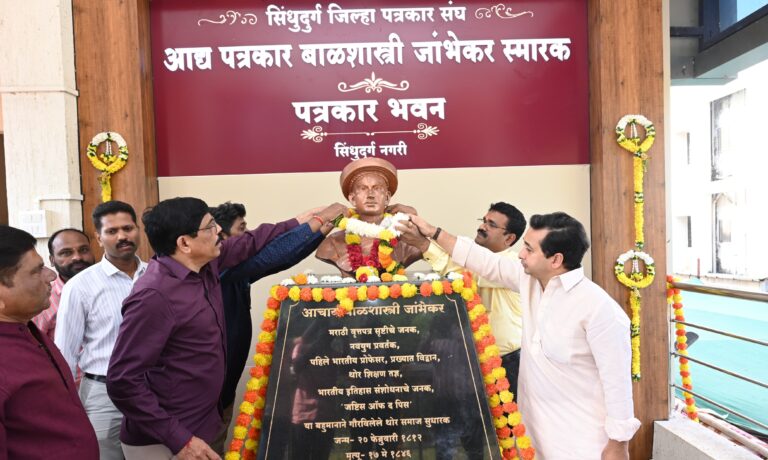 सिंधुदुर्ग जिल्हा पत्रकार संघ
आद्य पत्रकार बाळशास्त्री जांभेकर स्मारक
पत्रकार भवन
सिंधुदुर्ग नगरी
आचार्य बाळशास्त्री जांभेकर
मराठी वृत्तपत्र सृष्टीचे जनक,
नवयुग प्रवर्तक,
पहिले भारतीय प्रोफेसर, प्रख्यात विद्वान,
थोर शिक्षण तज्ञ,
भारतीय इतिहास संशोधनाचे जनक,
'जष्टिस ऑफ द पिस'
या बहुमानाने गौरविलेले थोर समाज सुधारक
जन्म- २० फेब्रुवारी १८१२
मृत्यू - १७ मे १८४६